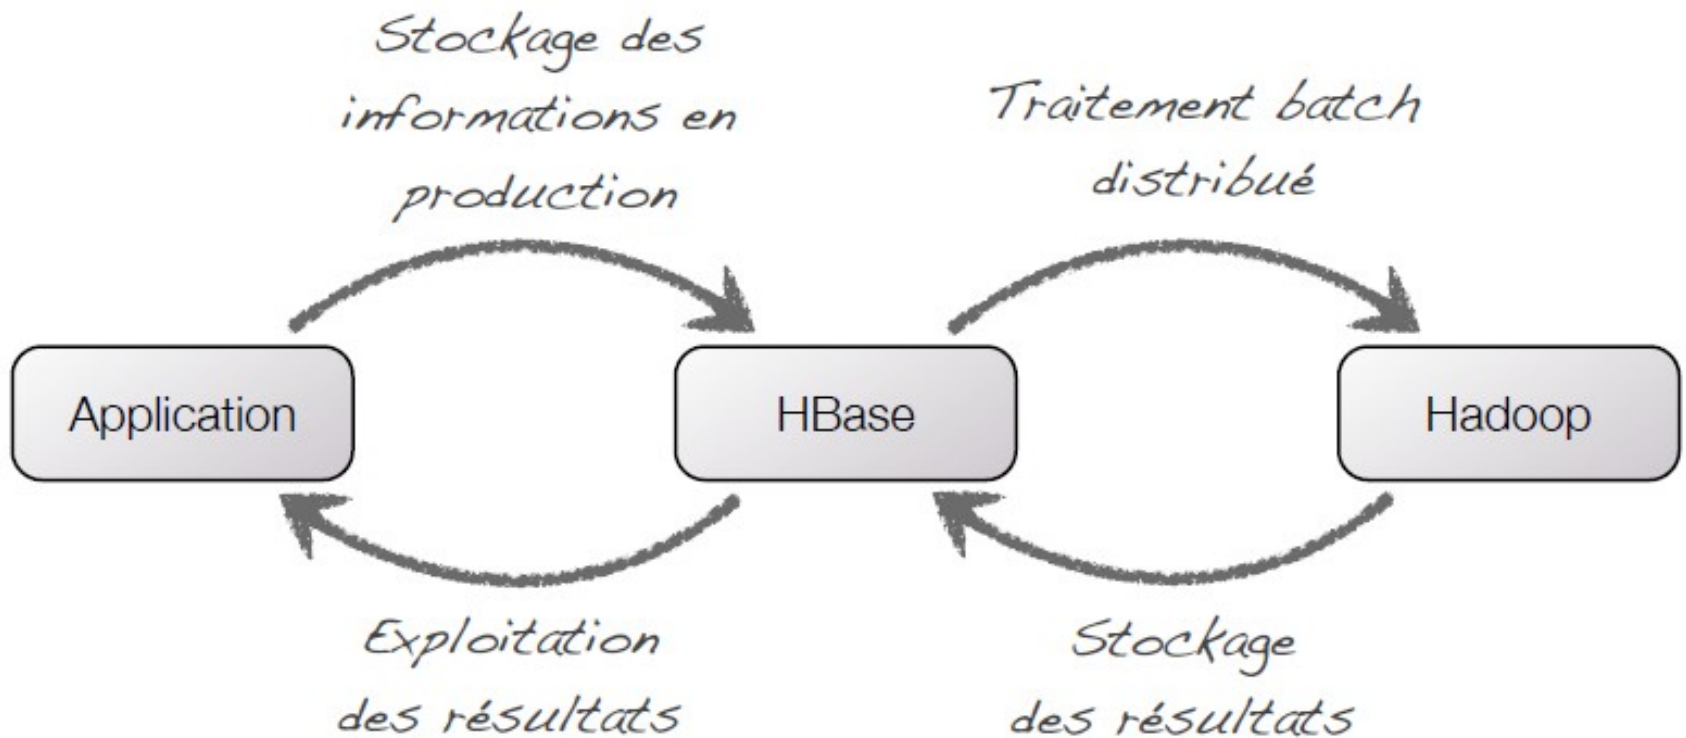 Stockage des
informations en
production
Traitement batch
distribué
Application
HBase
Hadoop
Exploitation
des résultats
Stockage
des résultats